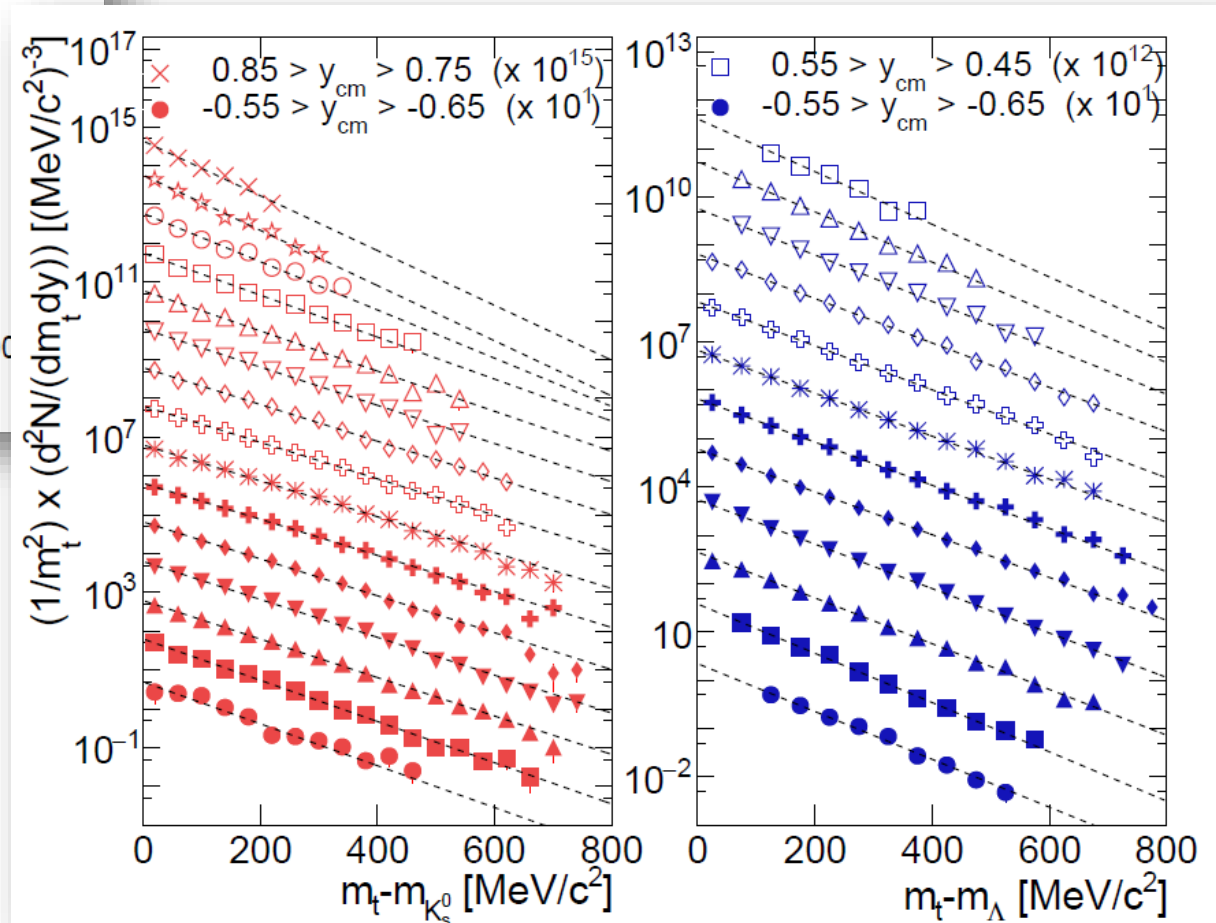 (1/m_t^2) x (d^2N/(dm_tdy)) [(MeV/c^2)^-3]
10^17
10^15
10^11
10^7
10^3
10^-1
0.85 > y_cm > 0.75 (x 10^15)
-0.55 > y_cm > -0.65 (x 10^1)
0 200 400 600 800
m_t-m_K_s^0 [MeV/c^2]
10^13
10^10
10^7
10^4
10
10^-2
0.55 > y_cm > 0.45 (x 10^12)
-0.55 > y_cm > -0.65 (x 10^1)
0 200 400 600 800
m_t-m_Λ [MeV/c^2]